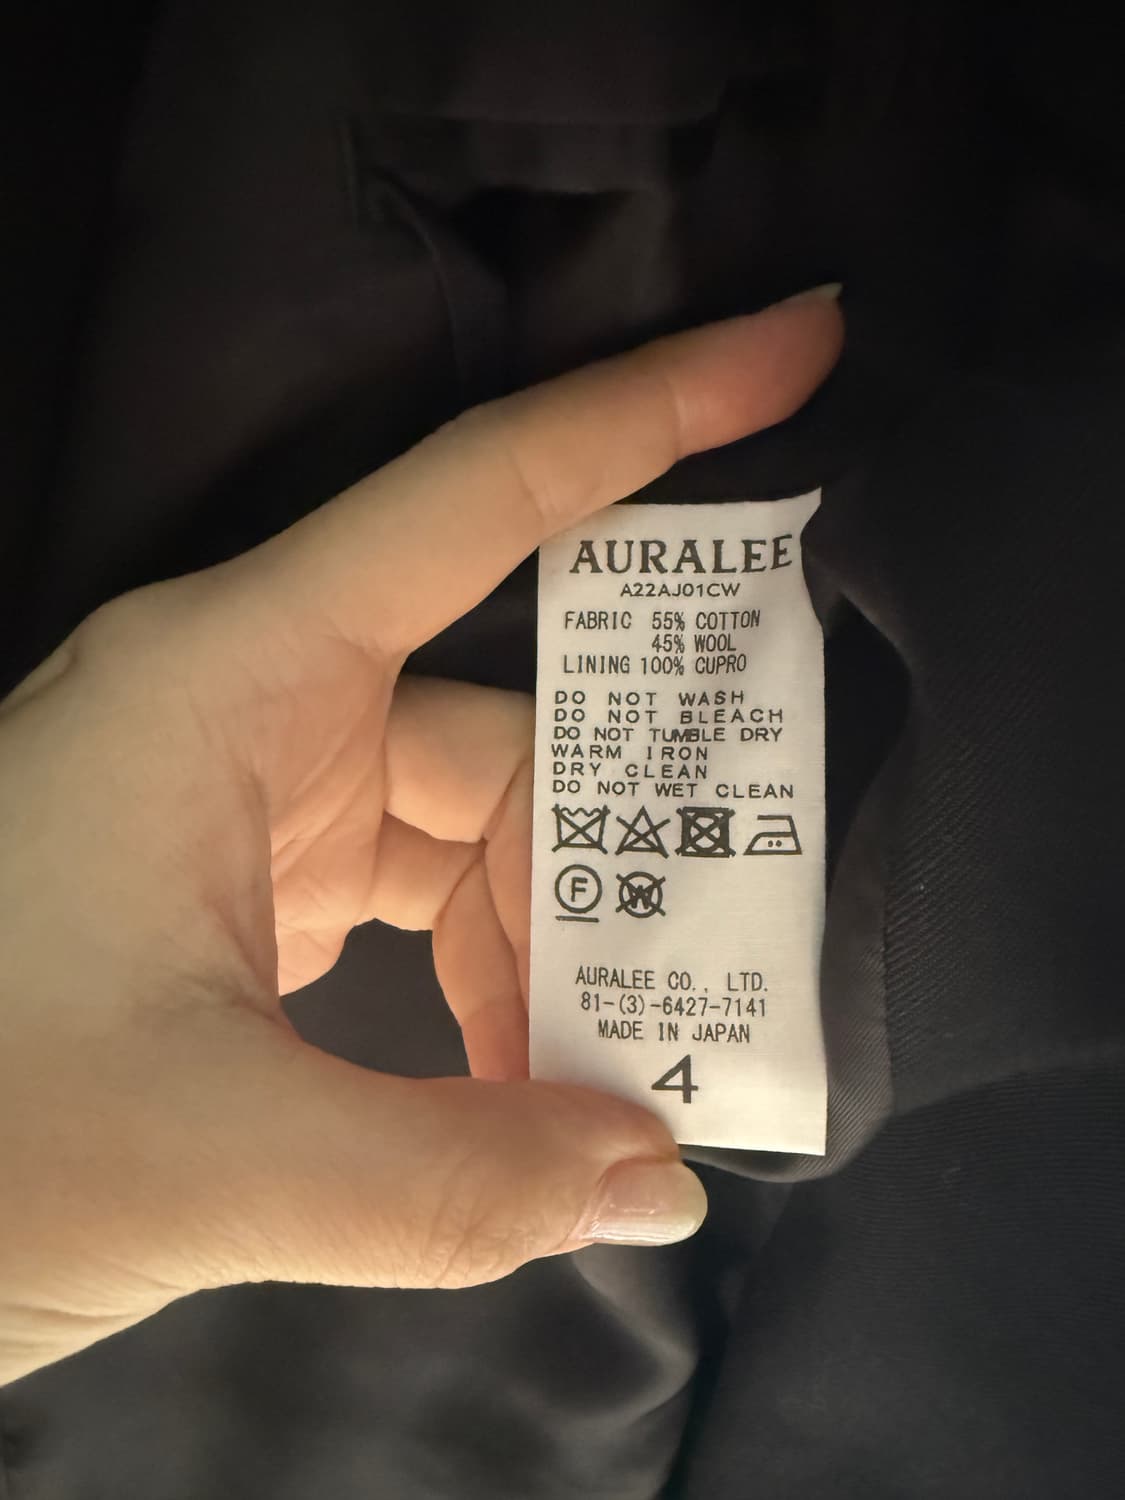 AURALEE
A22AJ01CW
FABRIC 55% COTTON
45% WOOL
LINING 100% CUPRO
DO NOT WASH
DO NOT BLEACH
DO NOT TUMBLE DRY
WARM IRON
DRY CLEAN
DO NOT WET CLEAN
F W
AURALEE CO., LTD.
81-(3)-6427-7141
MADE IN JAPAN
4